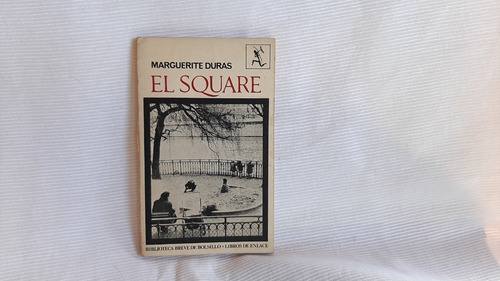 MARGUERITE DURAS
EL SQUARE
BIBLIOTECA BREVE DE BOLSILLO • LIBROS DE ENLACE